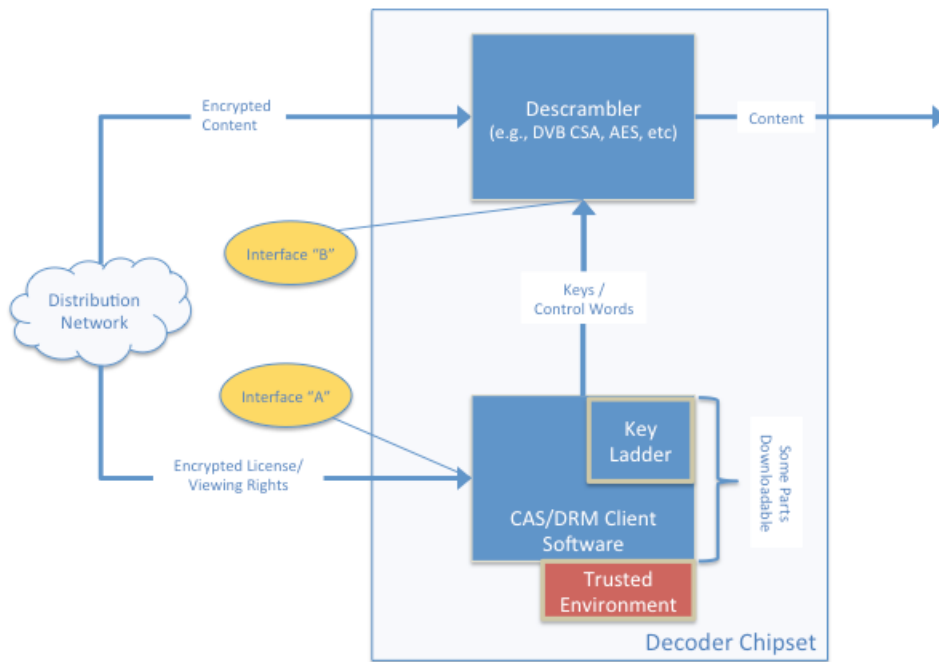 Descrambler
(e.g., DVB CSA, AES, etc)
Encrypted
Content
Content
Interface “B”
Keys /
Control Words
Distribution
Network
Interface “A”
Key
Ladder
Some Parts
Downloadable
Encrypted License/
Viewing Rights
CAS/DRM Client
Software
Trusted
Environment
Decoder Chipset